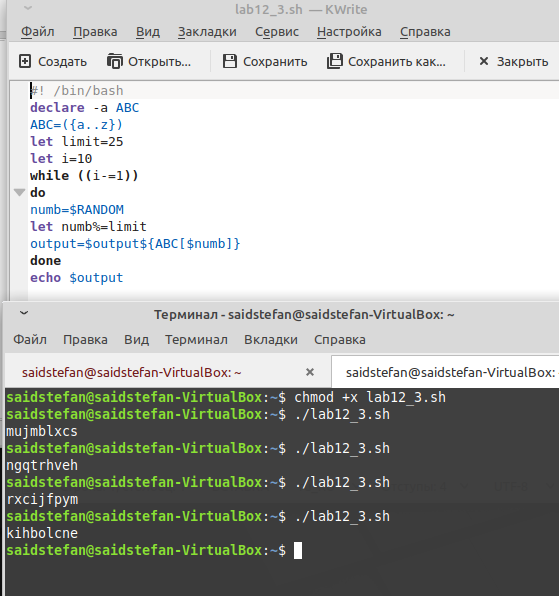 lab12_3.sh — KWrite
Файл Правка Вид Закладки Сервис Настройка Справка
Создать Открыть... Сохранить Сохранить как... Закрыть
#! /bin/bash
declare -a ABC
ABC=({a..z})
let limit=25
let i=10
while ((i-=1))
do
numb=$RANDOM
let numb%=limit
output=$output${ABC[$numb]}
done
echo $output
Терминал - saidstefan@saidstefan-VirtualBox: ~
Файл Правка Вид Терминал Вкладки Справка
saidstefan@saidstefan-VirtualBox: ~ × saidstefan@saidstefan-VirtualBox:
saidstefan@saidstefan-VirtualBox:~$ chmod +x lab12_3.sh
saidstefan@saidstefan-VirtualBox:~$ ./lab12_3.sh
mujmblxcs
saidstefan@saidstefan-VirtualBox:~$ ./lab12_3.sh
ngqtrhveh
saidstefan@saidstefan-VirtualBox:~$ ./lab12_3.sh
rxcijfpym
saidstefan@saidstefan-VirtualBox:~$ ./lab12_3.sh
kihbolcne
saidstefan@saidstefan-VirtualBox:~$